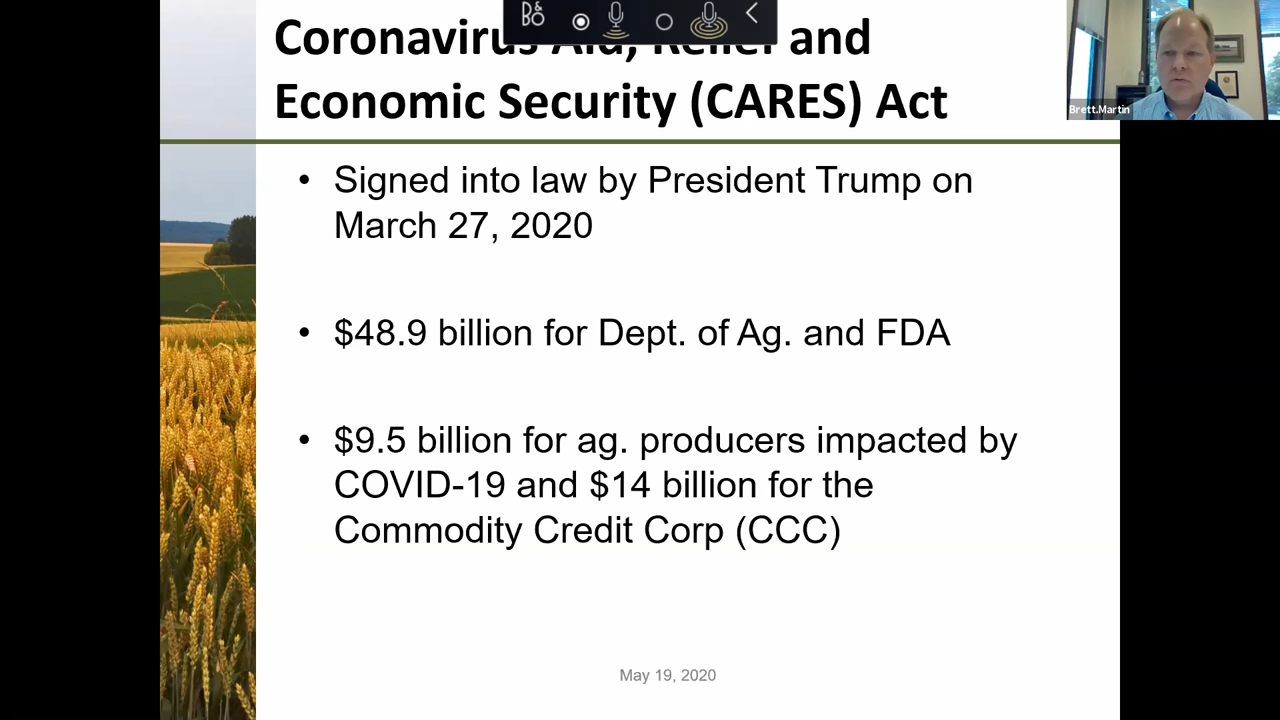 B&O
Coronavirus Aid, Relief and
Economic Security (CARES) Act
Brett.Martin
• Signed into law by President Trump on
March 27, 2020
• $48.9 billion for Dept. of Ag. and FDA
• $9.5 billion for ag. producers impacted by
COVID-19 and $14 billion for the
Commodity Credit Corp (CCC)
May 19, 2020